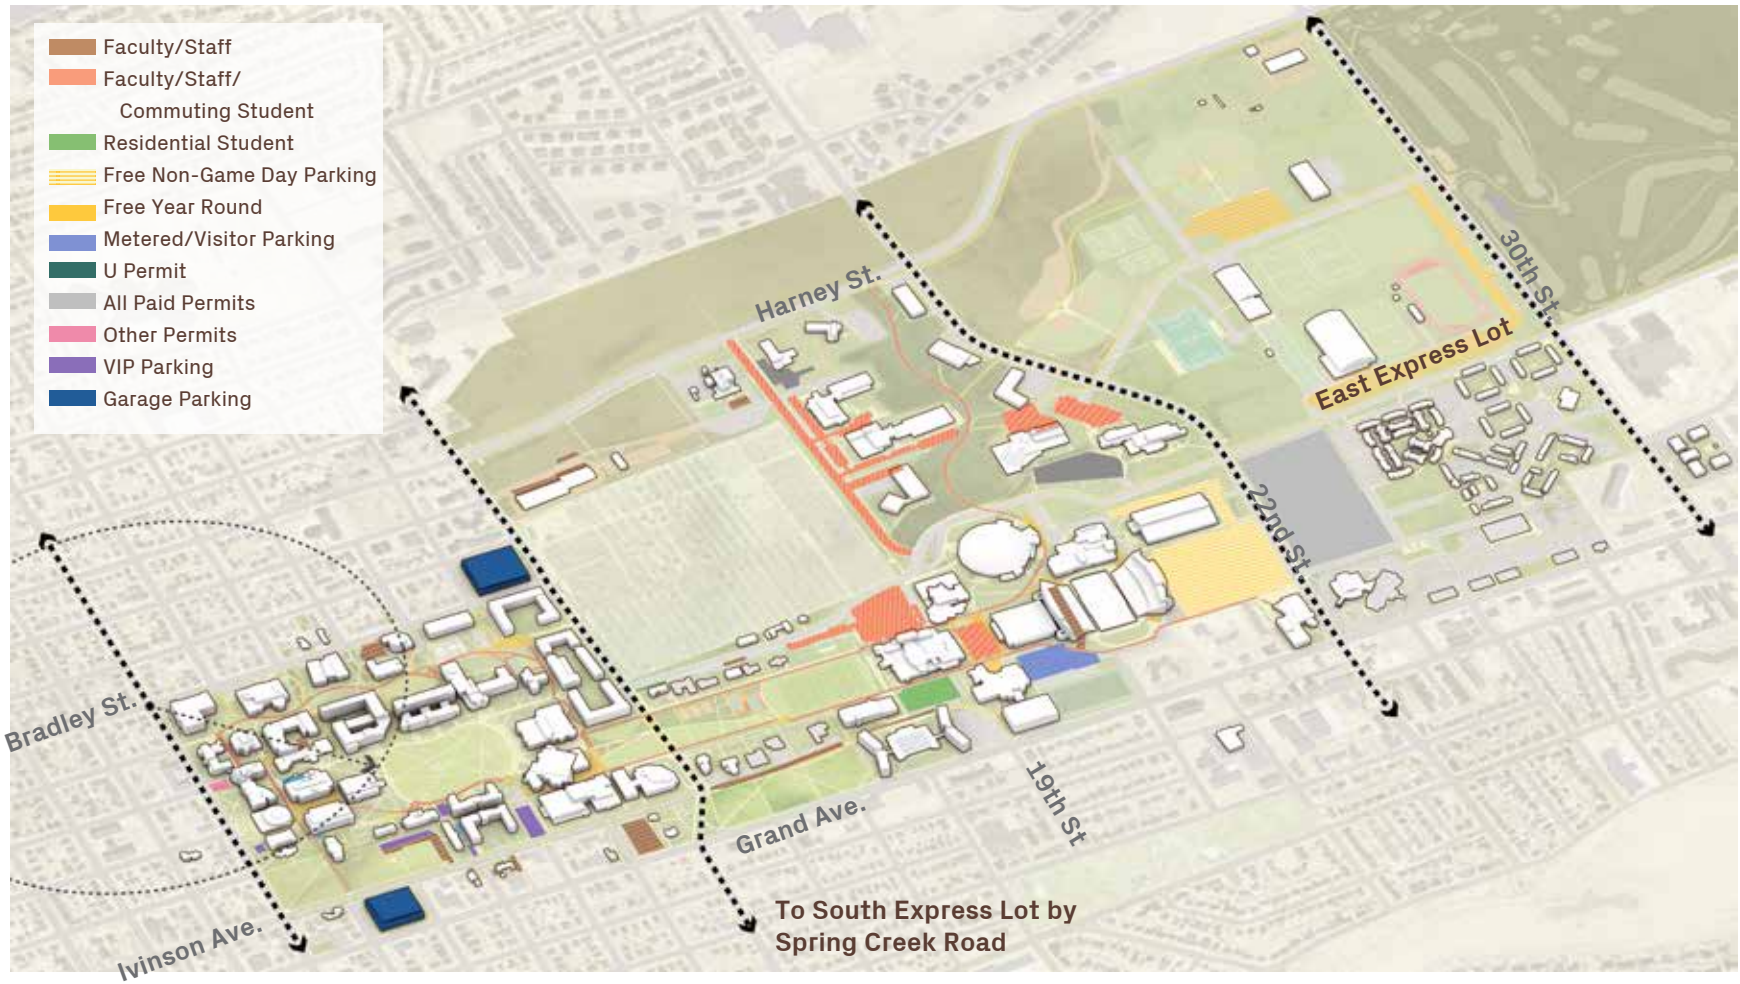 Faculty/Staff
Faculty/Staff/
Commuting Student
Residential Student
Free Non-Game Day Parking
Free Year Round
Metered/Visitor Parking
U Permit
All Paid Permits
Other Permits
VIP Parking
Garage Parking
Harney St.
30th St.
East Express Lot
22nd St.
Bradley St.
19th St
Grand Ave.
Ivinson Ave.
To South Express Lot by
Spring Creek Road